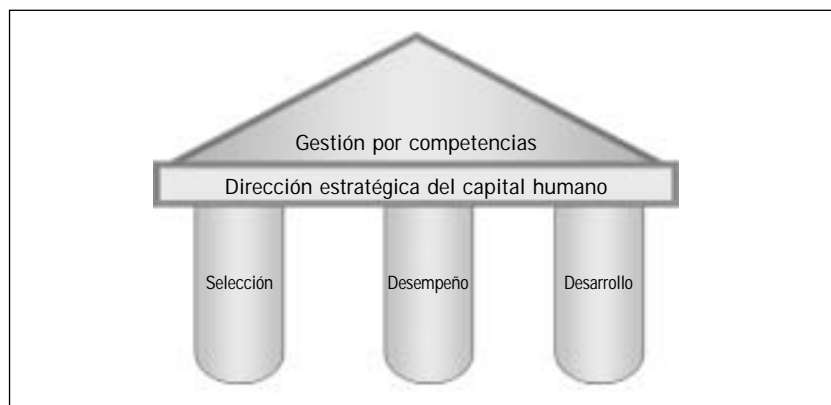 Gestión por competencias
Dirección estratégica del capital humano
Selección
Desempeño
Desarrollo